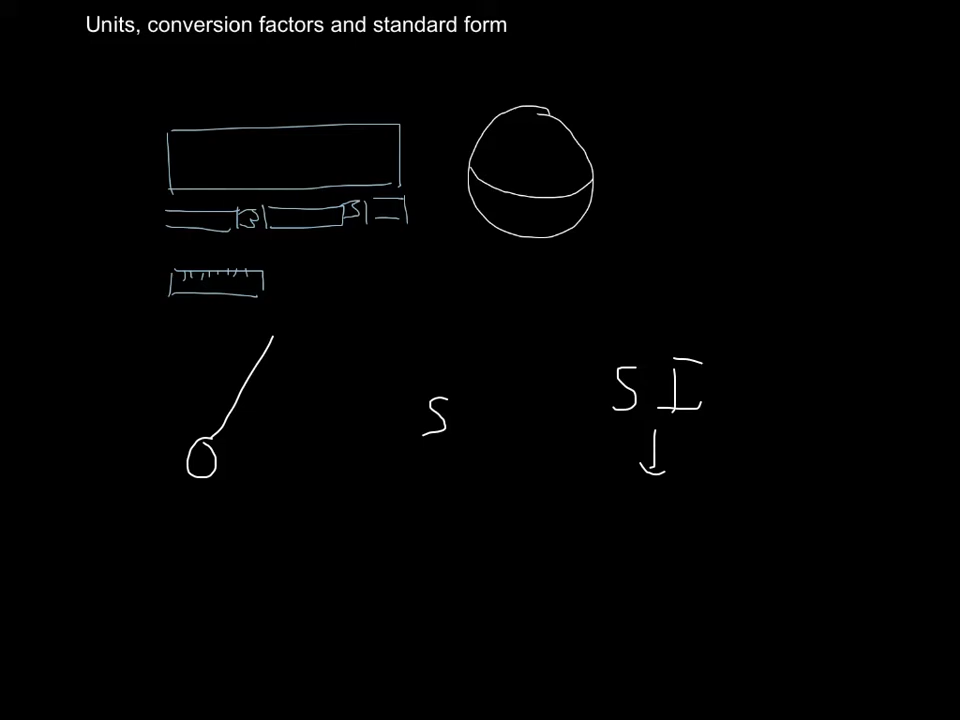 Units, conversion factors and standard form
S
SI